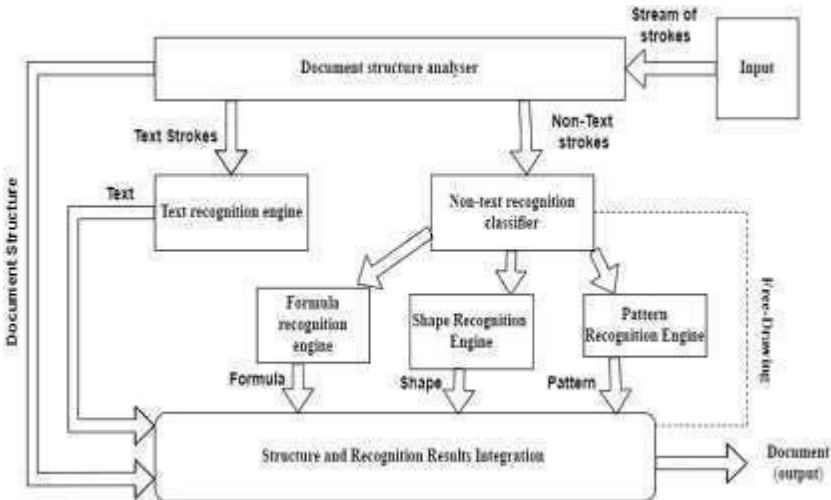 Stream of
strokes
Document structure analyser
Input
Text Strokes
Non-Text
strokes
Text
Text recognition engine
Non-text recognition
classifier
Document Structure
Free-Drawing
Formula
recognition
engine
Shape Recognition
Engine
Pattern
Recognition Engine
Formula
Shape
Pattern
Structure and Recognition Results Integration
Document
(output)